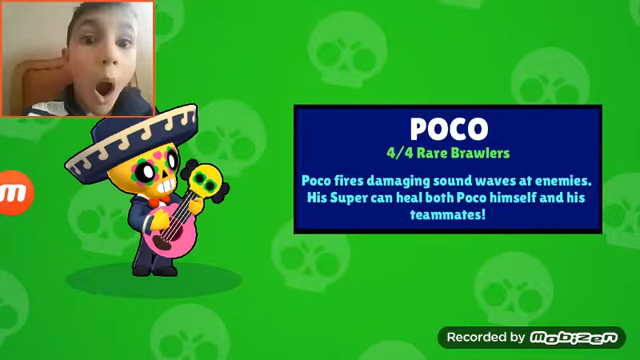 POCO
4/4 Rare Brawlers
Poco fires damaging sound waves at enemies.
His Super can heal both Poco himself and his
teammates!
m
Recorded by mobizen